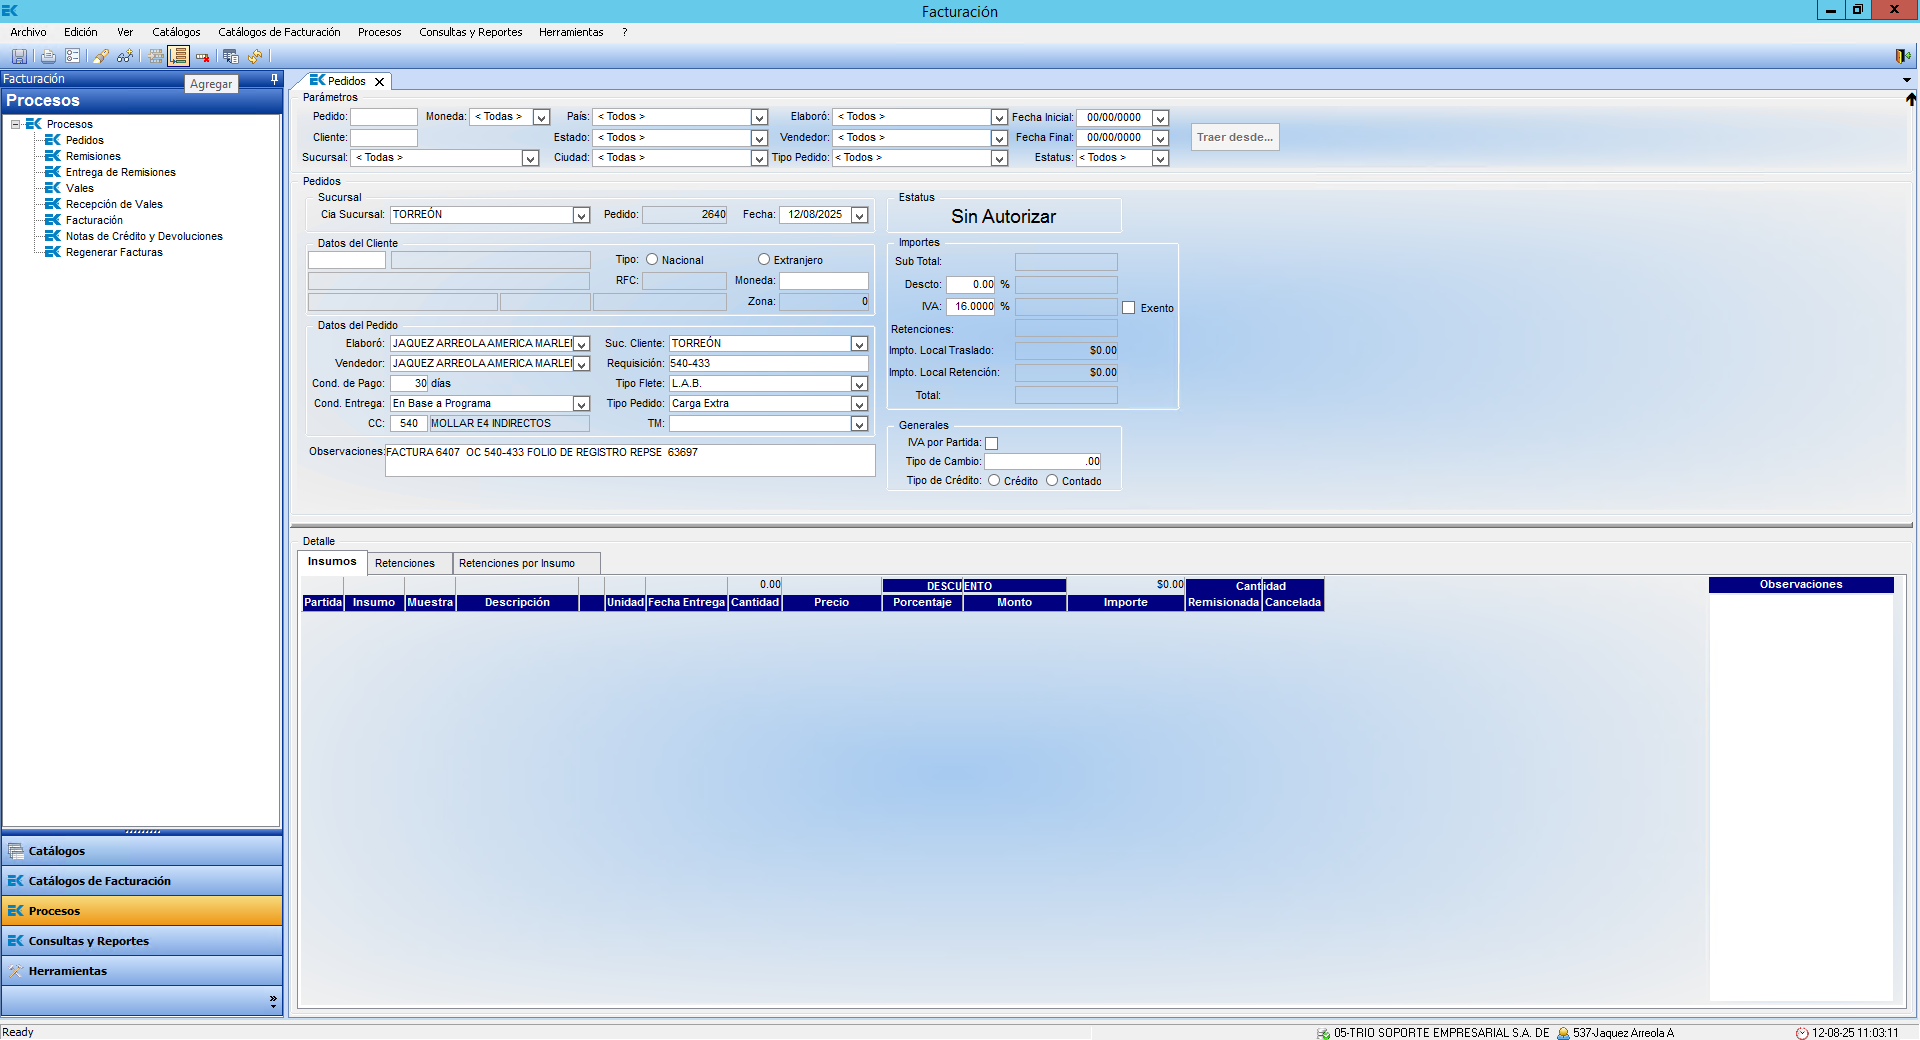 Facturación
Archivo Edición Ver Catálogos Catálogos de Facturación Procesos Consultas y Reportes Herramientas ?
Facturación
Agregar
Procesos
Procesos
Pedidos
Remisiones
Entrega de Remisiones
Vales
Recepción de Vales
Facturación
Notas de Crédito y Devoluciones
Regenerar Facturas
Catálogos
Catálogos de Facturación
Procesos
Consultas y Reportes
Herramientas
Pedidos
Parámetros
Pedido: Moneda: < Todas > País: < Todos > Elaboró: < Todos > Fecha Inicial: 00/00/0000
Cliente: Estado: < Todos > Vendedor: < Todos > Fecha Final: 00/00/0000 Traer desde...
Sucursal: < Todas > Ciudad: < Todas > Tipo Pedido: < Todos > Estatus: < Todos >
Pedidos
Sucursal
Cia Sucursal: TORREÓN Pedido: 2640 Fecha: 12/08/2025
Datos del Cliente
Tipo: Nacional Extranjero
RFC: Moneda:
Zona: 0
Datos del Pedido
Elaboró: JAQUEZ ARREOLA AMERICA MARLEI Suc. Cliente: TORREÓN
Vendedor: JAQUEZ ARREOLA AMERICA MARLEI Requisición: 540-433
Cond. de Pago: 30 días Tipo Flete: L.A.B.
Cond. Entrega: En Base a Programa Tipo Pedido: Carga Extra
CC: 540 MOLLAR E4 INDIRECTOS TM:
Observaciones: FACTURA 6407 OC 540-433 FOLIO DE REGISTRO REPSE 63697
Estatus
Sin Autorizar
Importes
Sub Total:
Descto: 0.00 %
IVA: 16.0000 % Exento
Retenciones:
Impto. Local Traslado: $0.00
Impto. Local Retención: $0.00
Total:
Generales
IVA por Partida:
Tipo de Cambio: .00
Tipo de Crédito: Crédito Contado
Detalle
Insumos Retenciones Retenciones por Insumo
0.00 DESCUENTO $0.00 Cantidad Observaciones
Partida Insumo Muestra Descripción Unidad Fecha Entrega Cantidad Precio Porcentaje Monto Importe Remisionada Cancelada
Ready 05-TRIO SOPORTE EMPRESARIAL S.A. DE 537-Jaquez Arreola A 12-08-25 11:03:11